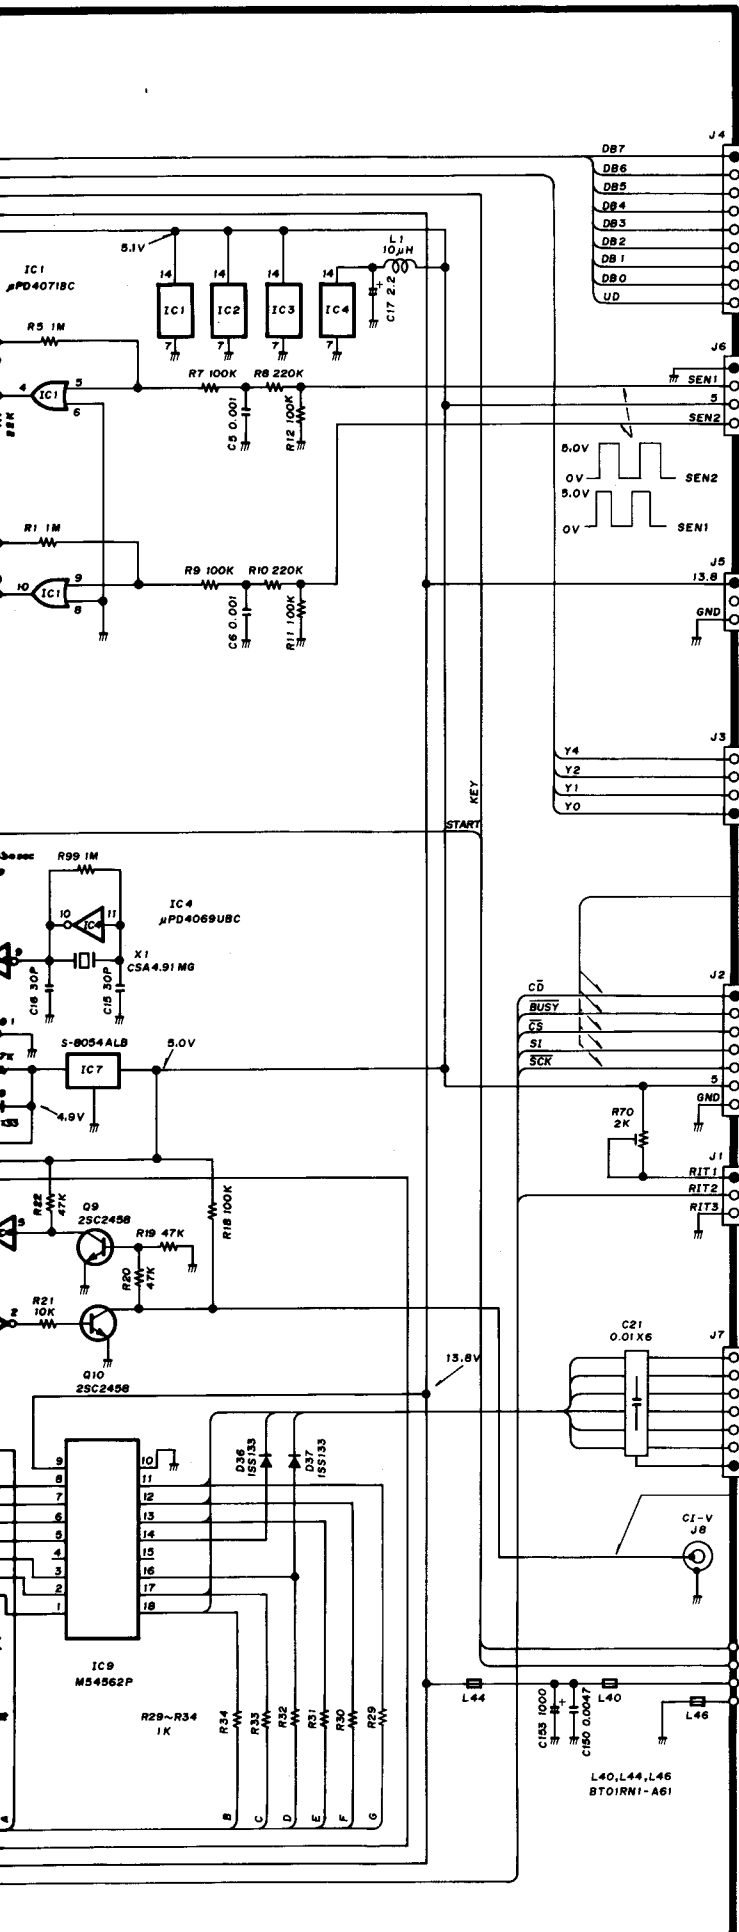 J4
DB7
DB6
DB5
DB4
DB3
DB2
DB1
DB0
UD
5.1V
L1
10μH
IC1
μPD4071BC
14
14
14
14
IC1
IC2
IC3
IC4
7
7
7
7
C17 2.2
+
R5 1M
J6
R7 100K
R8 220K
SEN1
4
IC1
5
6
5
22K
C5 0.001
R12 100K
SEN2
5.0V
0V
SEN2
5.0V
0V
SEN1
R1 1M
J5
R9 100K
R10 220K
13.8
10
IC1
9
8
C6 0.001
R11 100K
GND
J3
Y4
Y2
Y1
Y0
KEY
START
R99 1M
IC4
μPD4069UBC
10
IC4
11
9
X1
CSA4.91MG
C16 30P
C15 30P
J2
C̅D̅
B̅U̅S̅Y̅
C̅S̅
SI
S̅C̅K̅
5
GND
S-8054ALB
5.0V
IC7
4.9V
R70
2K
J1
RIT1
RIT2
RIT3
R22
47K
Q9
2SC2458
R19 47K
R18 100K
5
R20
47K
R21
10K
2
Q10
2SC2458
C21
0.01X6
J7
13.8V
D36
1SS133
D37
1SS133
9
10
8
11
7
12
6
13
5
14
4
15
3
16
2
17
1
18
CI-V
J8
IC9
M54562P
R29~R34
1K
R34
R33
R32
R31
R30
R29
L44
L40
C153 1000
+
C150 0.0047
L46
L40,L44,L46
BT01RN1-A61
A
B
C
D
E
F
G